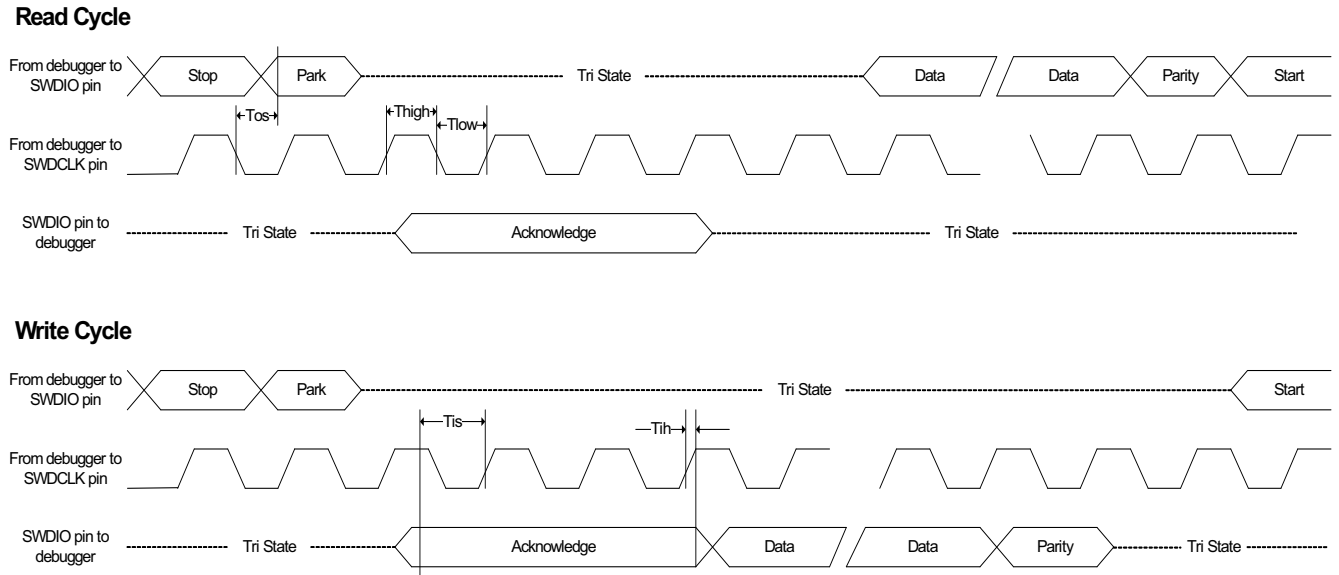 Read Cycle
From debugger to
SWDIO pin
Stop
Park
Tri State
Data
Data
Parity
Start
Tos
Thigh
Tlow
From debugger to
SWDCLK pin
SWDIO pin to
debugger
Tri State
Acknowledge
Tri State
Write Cycle
From debugger to
SWDIO pin
Stop
Park
Tri State
Start
Tis
Tih
From debugger to
SWDCLK pin
SWDIO pin to
debugger
Tri State
Acknowledge
Data
Data
Parity
Tri State